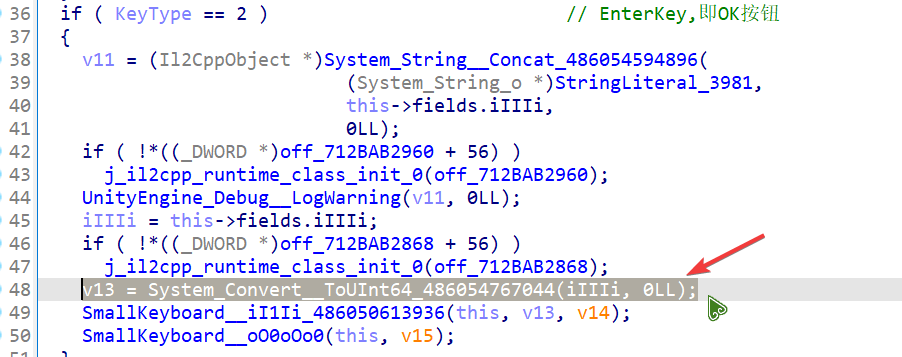 36 if ( KeyType == 2 ) // EnterKey,即OK按钮
37 {
38 v11 = (Il2CppObject *)System_String__Concat_486054594896(
39 (System_String_o *)StringLiteral_3981,
40 this->fields.iIIIi,
41 0LL);
42 if ( !*((_DWORD *)off_712BAB2960 + 56) )
43 j_il2cpp_runtime_class_init_0(off_712BAB2960);
44 UnityEngine_Debug__LogWarning(v11, 0LL);
45 iIIIi = this->fields.iIIIi;
46 if ( !*((_DWORD *)off_712BAB2868 + 56) )
47 j_il2cpp_runtime_class_init_0(off_712BAB2868);
48 v13 = System_Convert__ToUInt64_486054767044(iIIIi, 0LL);
49 SmallKeyboard__iI1Ii_486050613936(this, v13, v14);
50 SmallKeyboard__oO0oOo0(this, v15);